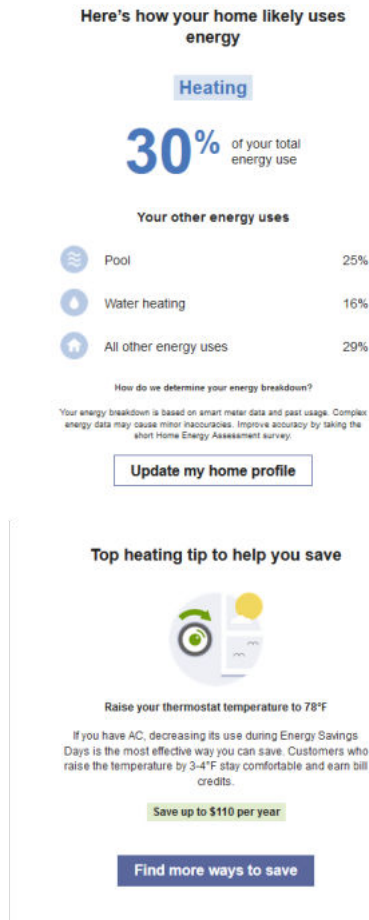 Here's how your home likely uses
energy
Heating
30% of your total
energy use
Your other energy uses
Pool 25%
Water heating 16%
All other energy uses 29%
How do we determine your energy breakdown?
Your energy breakdown is based on smart meter data and past usage. Complex
energy data may cause minor inaccuracies. Improve accuracy by taking the
short Home Energy Assessment survey.
Update my home profile
Top heating tip to help you save
Raise your thermostat temperature to 78°F
If you have AC, decreasing its use during Energy Savings
Days is the most effective way you can save. Customers who
raise the temperature by 3-4°F stay comfortable and earn bill
credits.
Save up to $110 per year
Find more ways to save